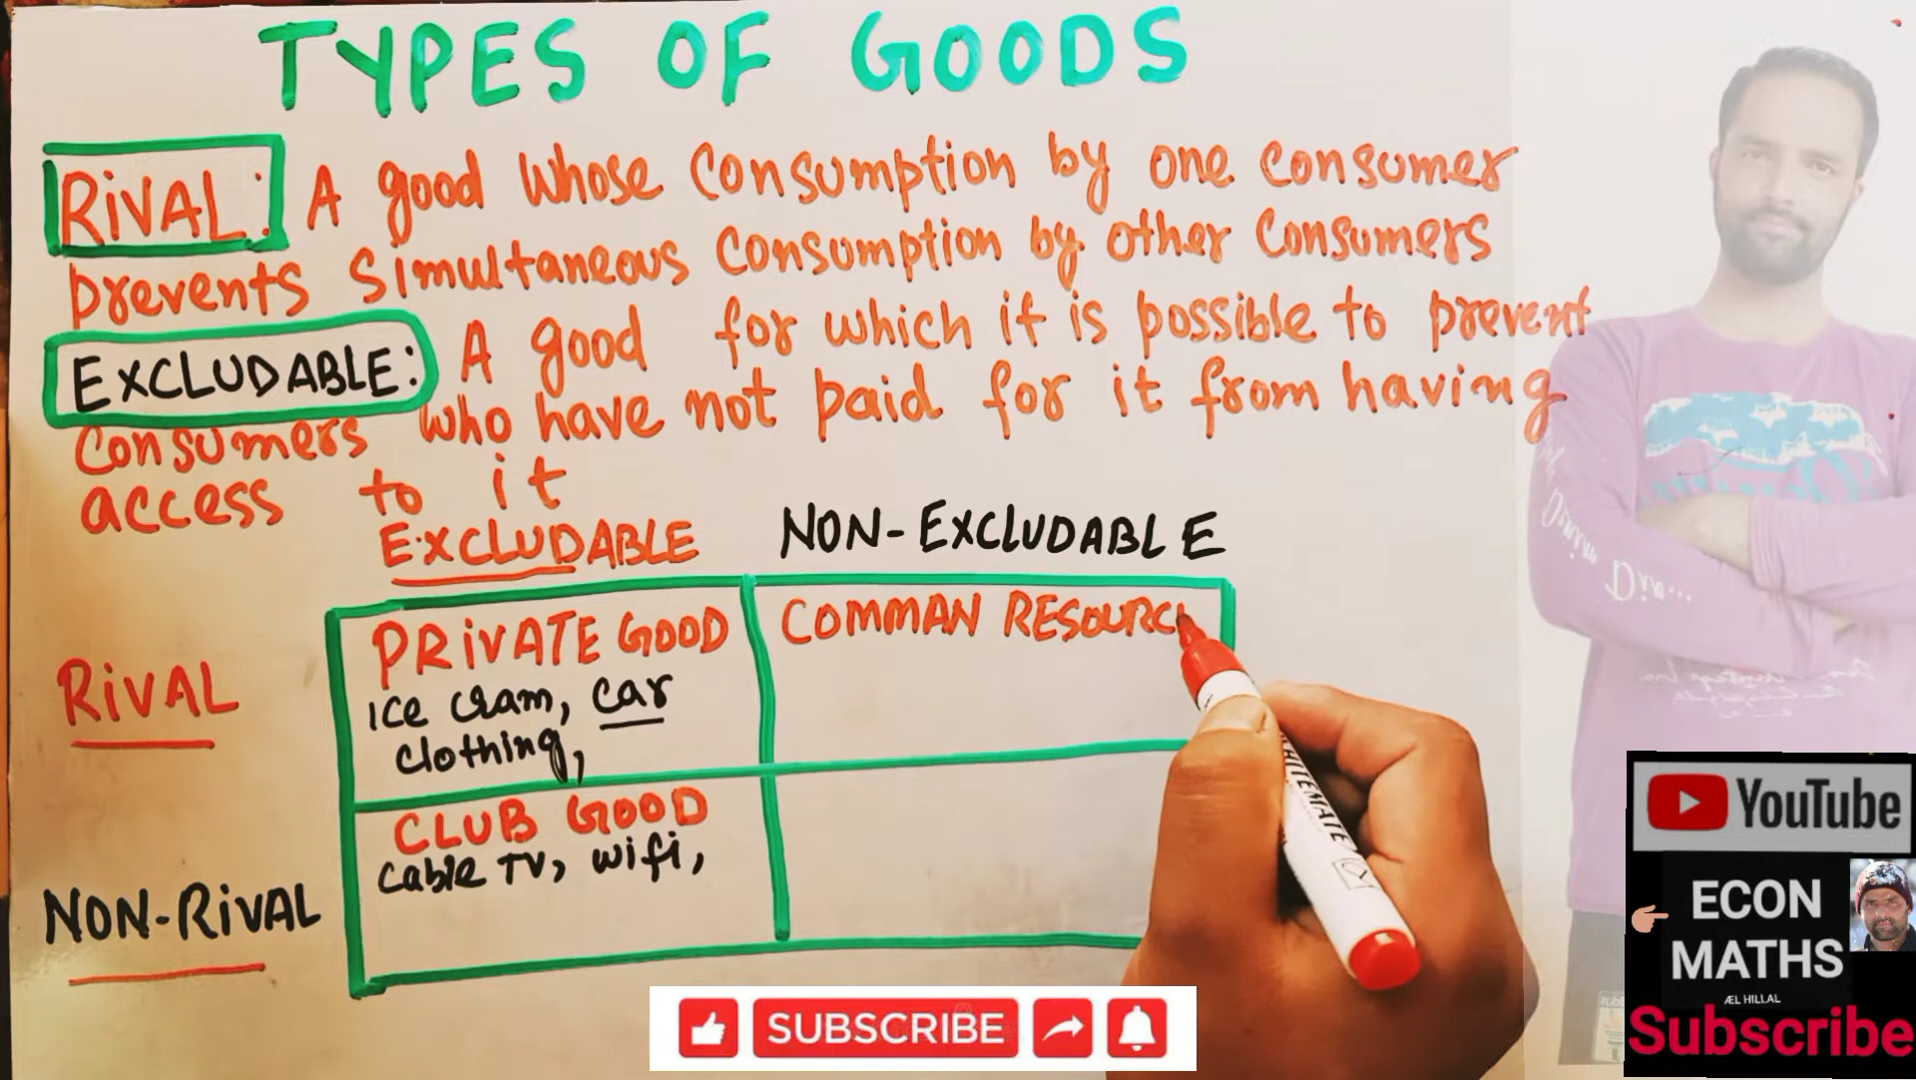 TYPES OF GOODS
RiVAL: A good whose consumption by one consumer
prevents simultaneous consumption by other consumers
EXCLUDABLE: A good for which it is possible to prevent
consumers who have not paid for it from having
access to it
EXCLUDABLE NON-EXCLUDABLE
RiVAL
PRiVATE GOOD
ice cram, car
clothing,
COMMAN RESOURC
NON-RiVAL
CLUB GOOD
cable TV, wifi,
WHITEMATE
YouTube
ECON
MATHS
ÆL HILLAL
Subscribe
SUBSCRIBE